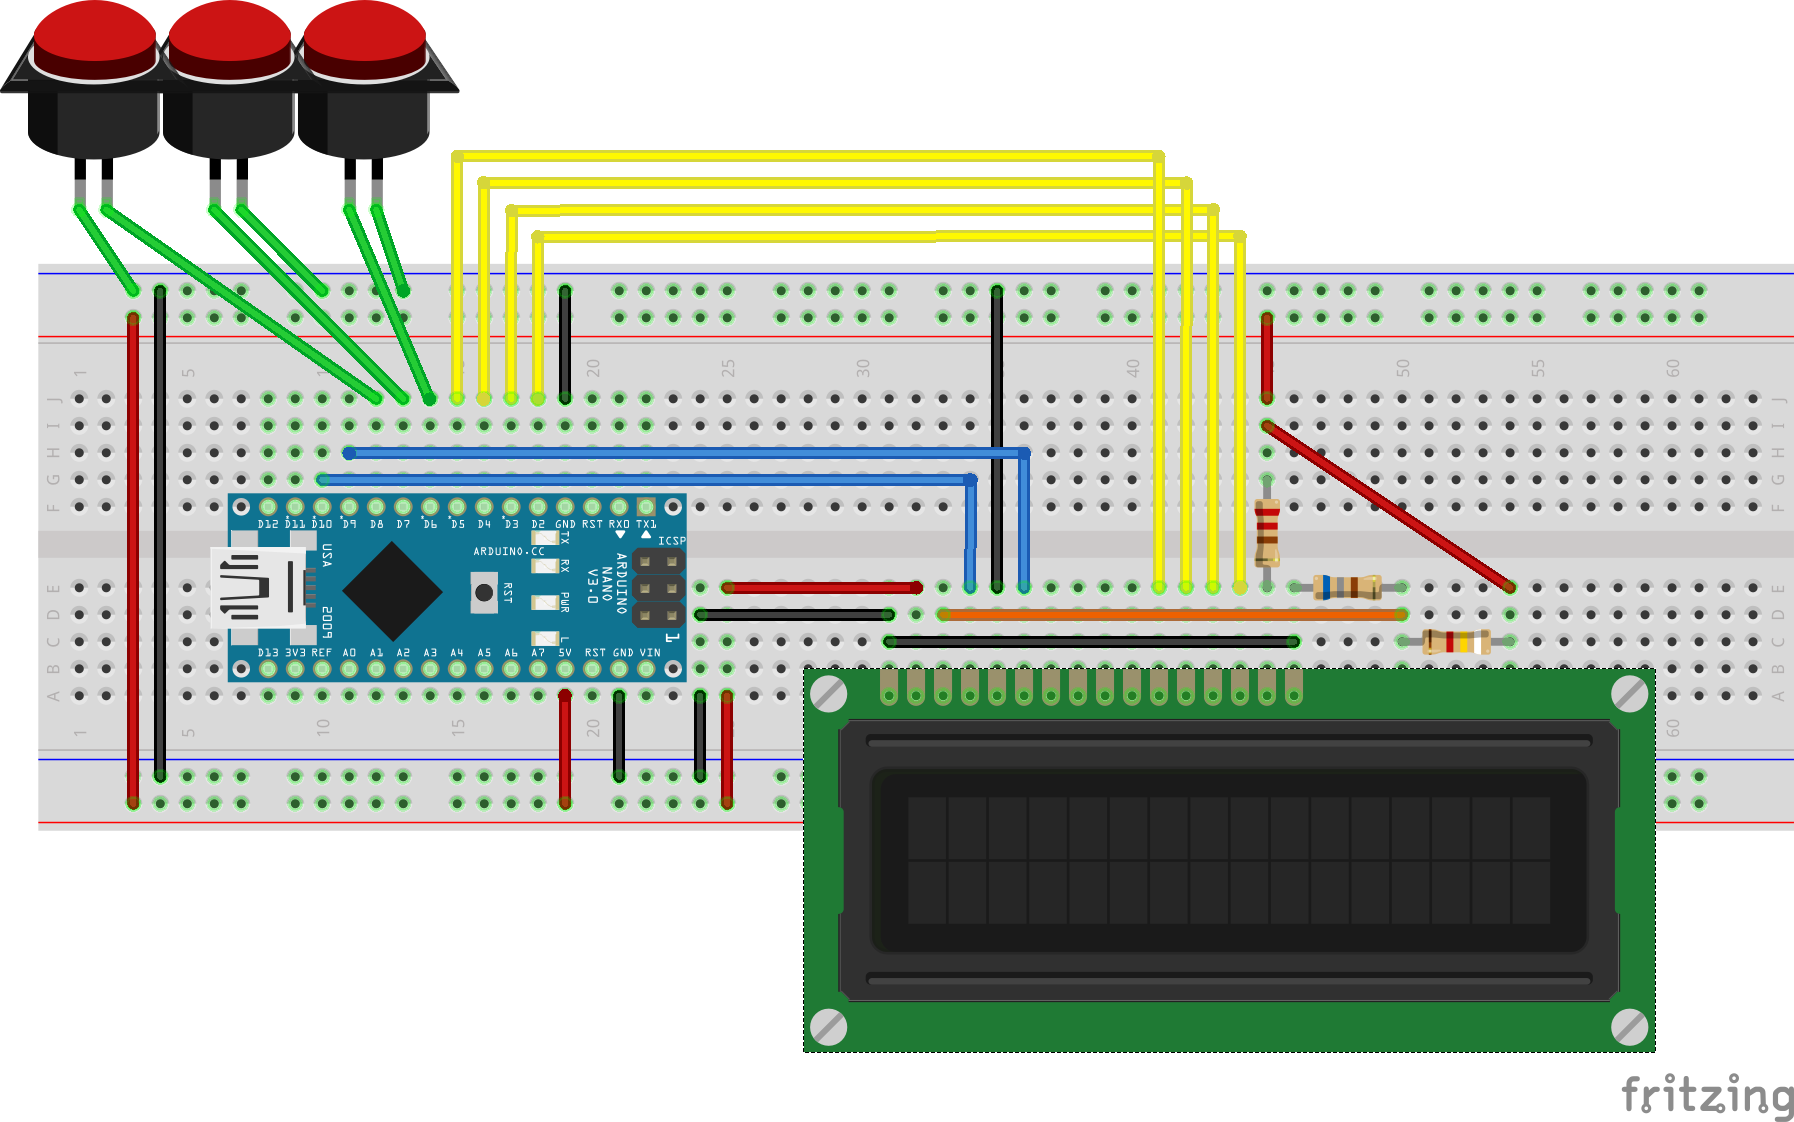 1 5 1 15 20 25 30 40 50 55 60
J J
I I
H H
G G
F F
D12 D11 D10 D9 D8 D7 D6 D5 D4 D3 D2 GND RST RX0 TX1
USA
TX
ICSP
ARDUINO.CC
RX
ARDUINO
NANO
V3.0
RST
PWR
2009
L
1
E E
D D
C C
D13 3V3 REF A0 A1 A2 A3 A4 A5 A6 A7 5V RST GND VIN
B B
A A
1 5 10 15 20 60
fritzing